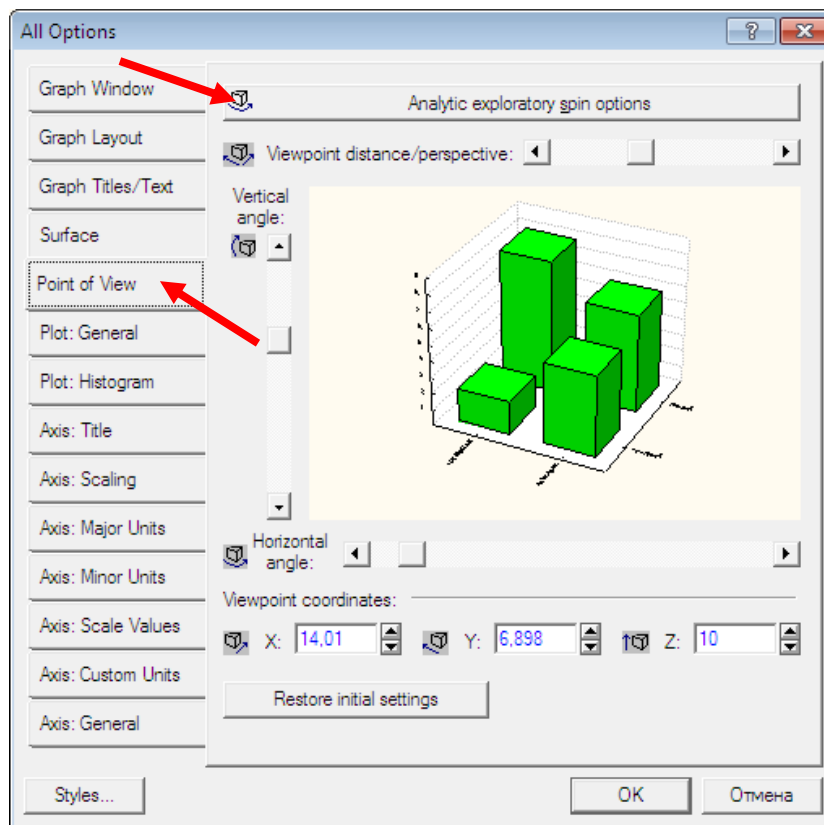 All Options
Graph Window
Graph Layout
Graph Titles/Text
Surface
Point of View
Plot: General
Plot: Histogram
Axis: Title
Axis: Scaling
Axis: Major Units
Axis: Minor Units
Axis: Scale Values
Axis: Custom Units
Axis: General
Analytic exploratory spin options
Viewpoint distance/perspective:
Vertical
angle:
Horizontal
angle:
Viewpoint coordinates:
X: 14,01 Y: 6,898 Z: 10
Restore initial settings
Styles... OK Отмена